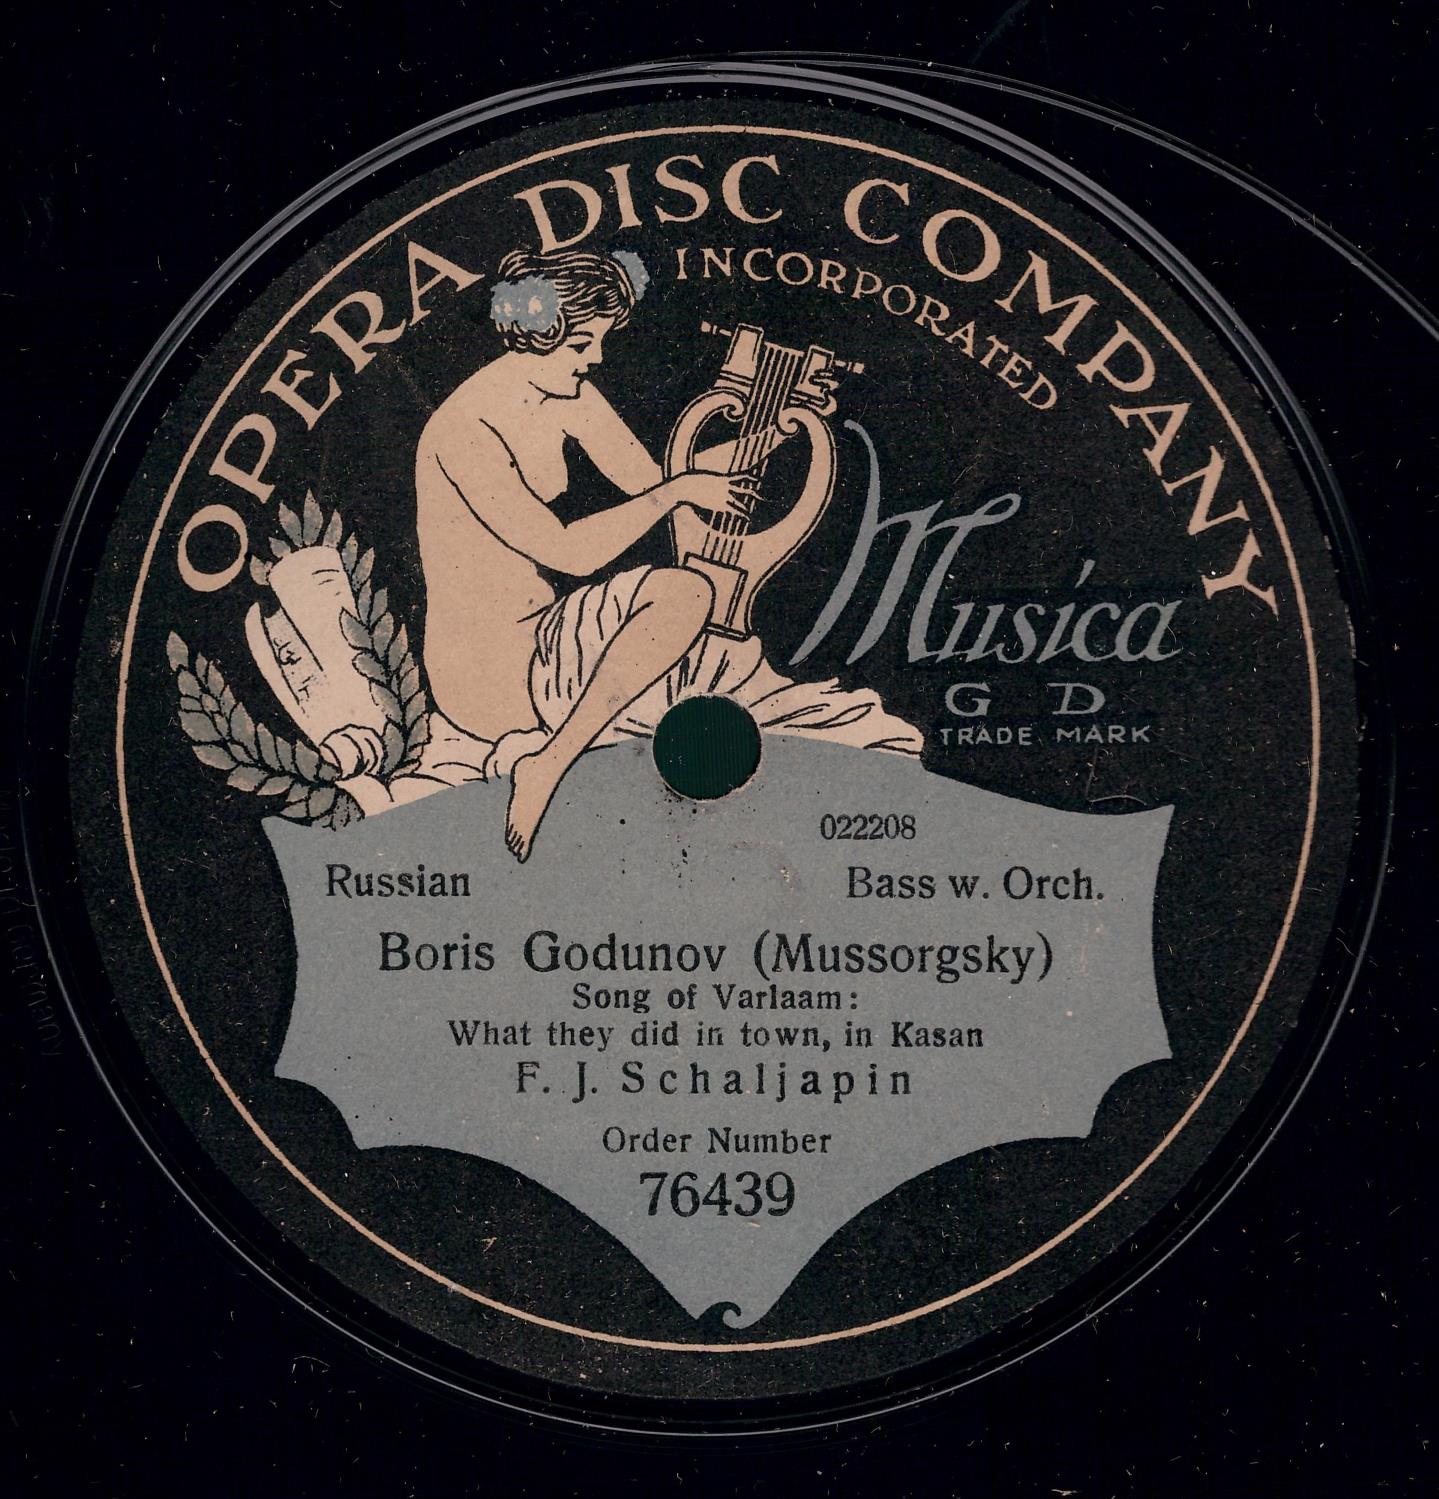 OPERA DISC COMPANY
INCORPORATED
Musica
G D
TRADE MARK
022208
Russian Bass w. Orch.
Boris Godunov (Mussorgsky)
Song of Varlaam:
What they did in town, in Kasan
F. J. Schaljapin
Order Number
76439